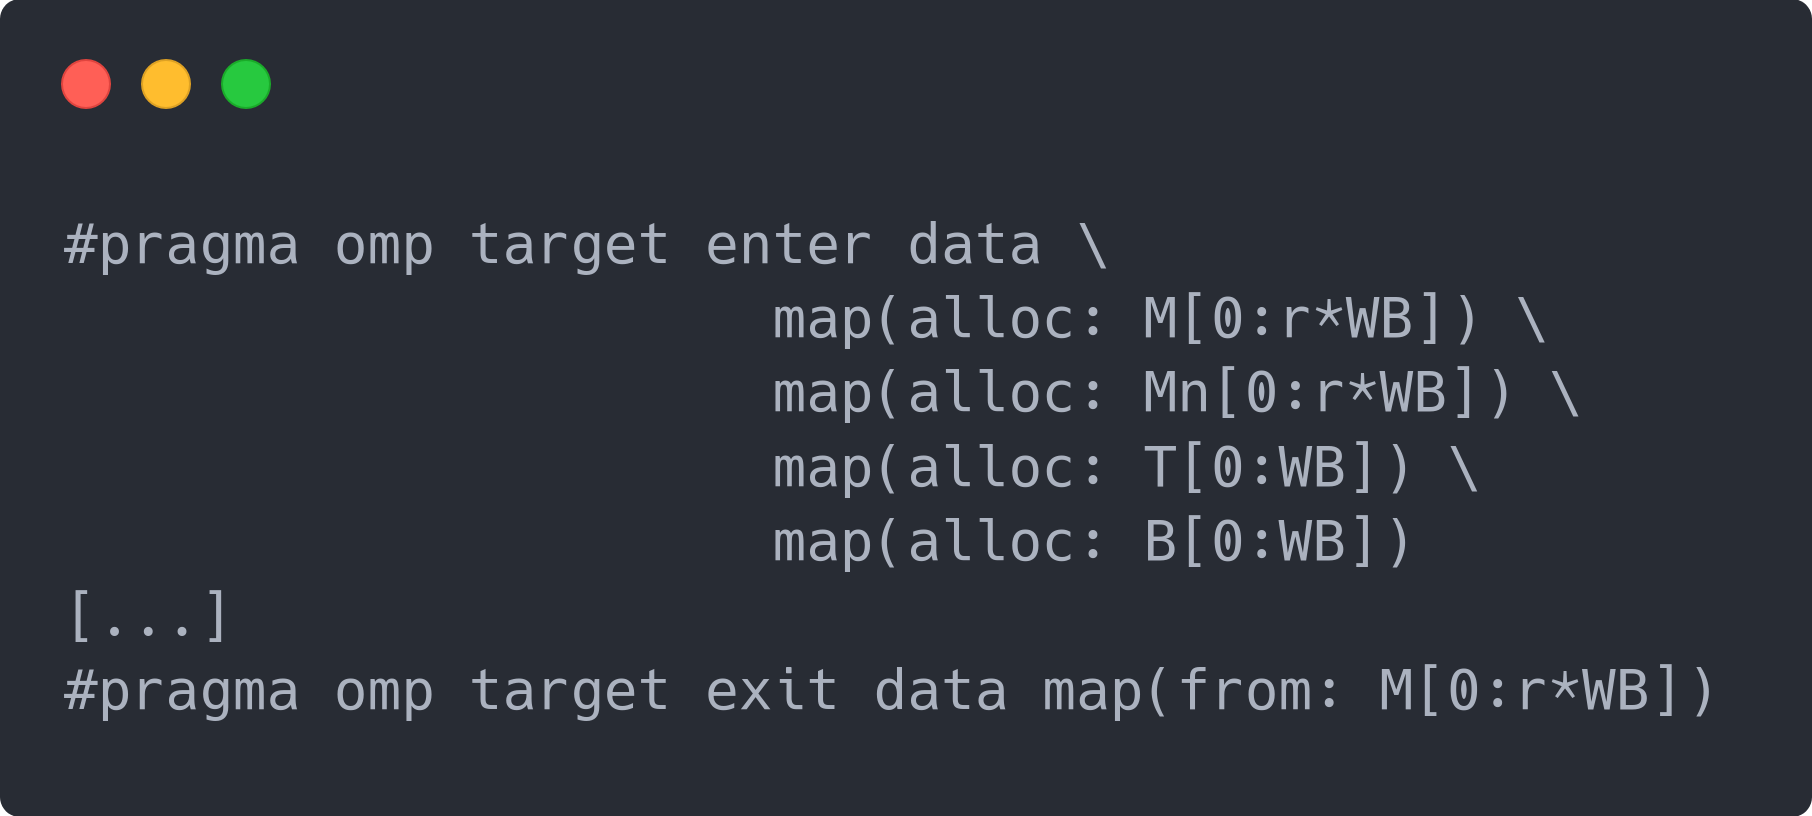 #pragma omp target enter data \
                     map(alloc: M[0:r*WB]) \
                     map(alloc: Mn[0:r*WB]) \
                     map(alloc: T[0:WB]) \
                     map(alloc: B[0:WB])
[...]
#pragma omp target exit data map(from: M[0:r*WB])